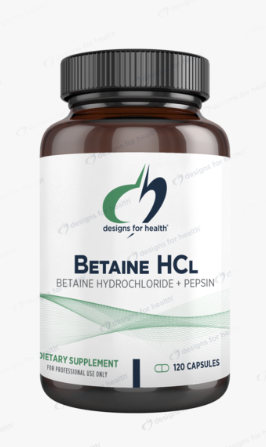 designs for health®
BETAINE HCL
BETAINE HYDROCHLORIDE + PEPSIN
DIETARY SUPPLEMENT
FOR PROFESSIONAL USE ONLY
120 CAPSULES